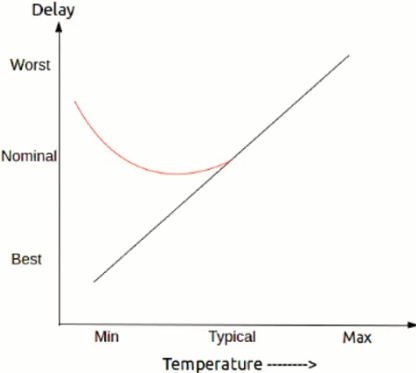 Delay
Worst
Nominal
Best
Min Typical Max
Temperature -------->